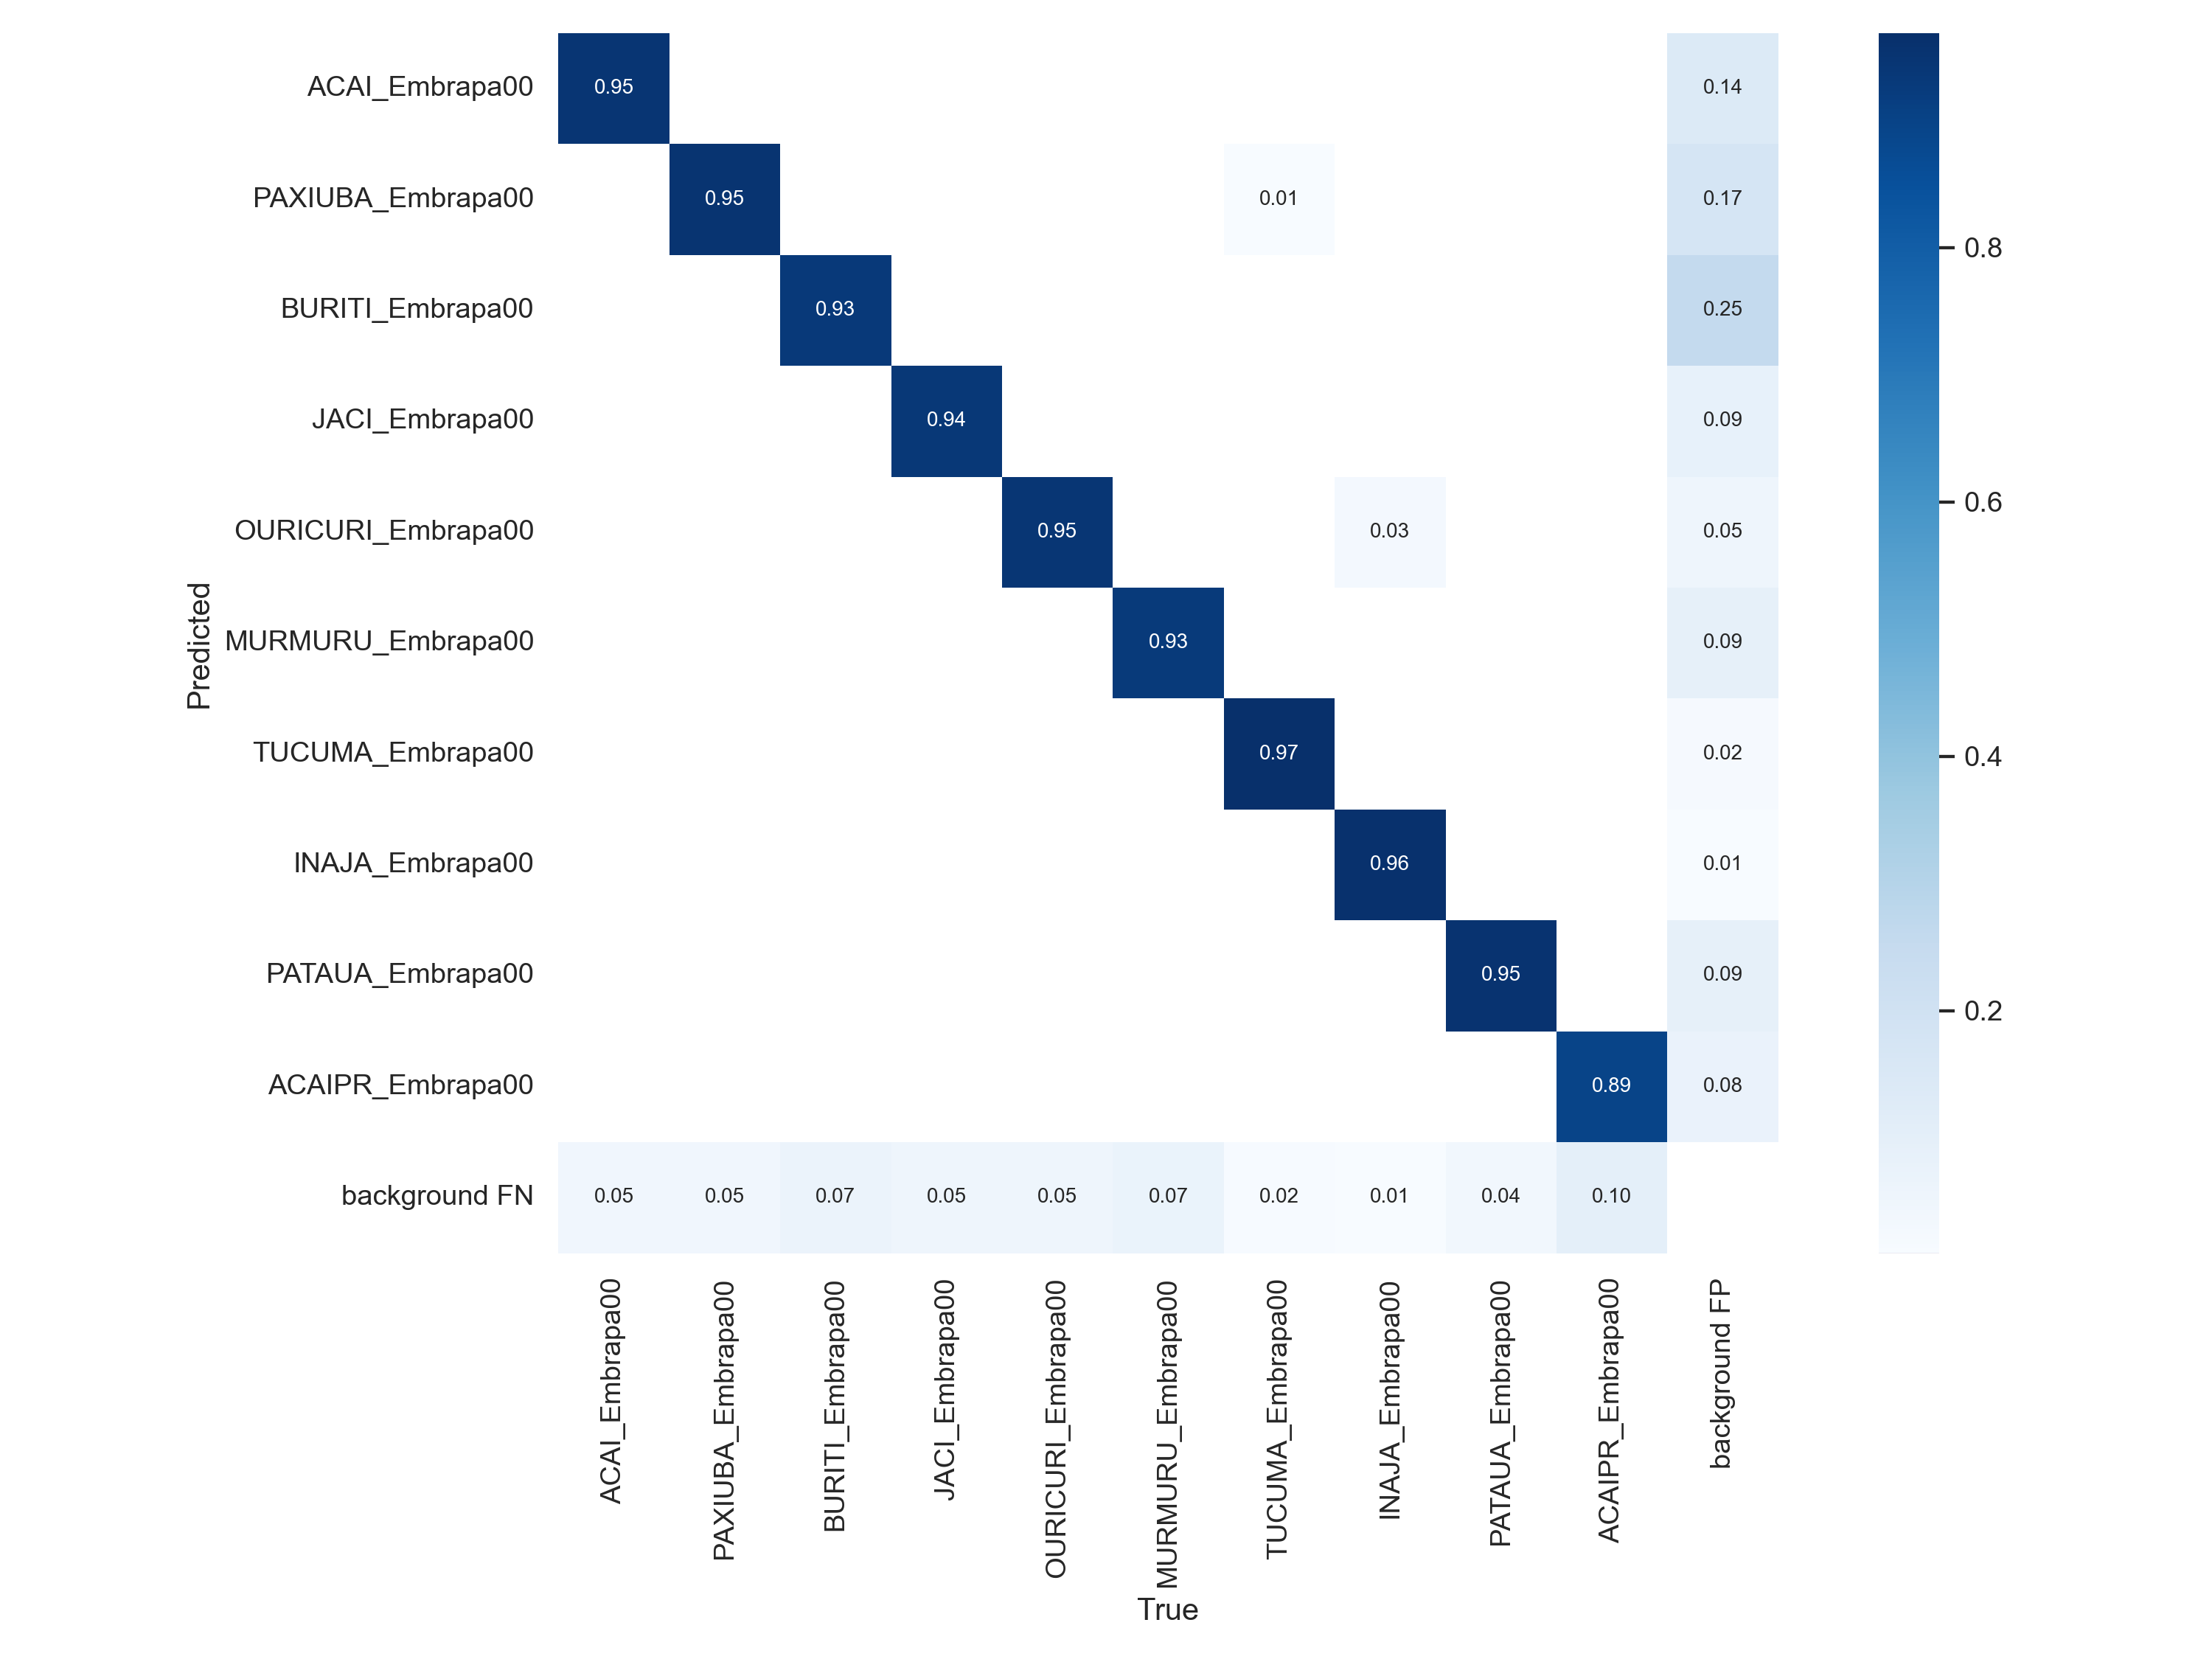 ACAI_Embrapa00 0.95 0.14
PAXIUBA_Embrapa00 0.95 0.01 0.17
0.8
BURITI_Embrapa00 0.93 0.25
JACI_Embrapa00 0.94 0.09
0.6
OURICURI_Embrapa00 0.95 0.03 0.05
Predicted
MURMURU_Embrapa00 0.93 0.09
TUCUMA_Embrapa00 0.97 0.02
0.4
INAJA_Embrapa00 0.96 0.01
PATAUA_Embrapa00 0.95 0.09
0.2
ACAIPR_Embrapa00 0.89 0.08
background FN 0.05 0.05 0.07 0.05 0.05 0.07 0.02 0.01 0.04 0.10
ACAI_Embrapa00
PAXIUBA_Embrapa00
BURITI_Embrapa00
JACI_Embrapa00
OURICURI_Embrapa00
MURMURU_Embrapa00
TUCUMA_Embrapa00
INAJA_Embrapa00
PATAUA_Embrapa00
ACAIPR_Embrapa00
background FP
True